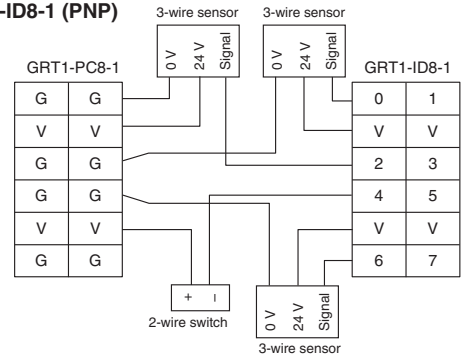 -ID8-1 (PNP)
3-wire sensor
3-wire sensor
0 V
24 V
Signal
0 V
24 V
Signal
GRT1-PC8-1
GRT1-ID8-1
G G
0 1
V V
V V
G G
2 3
G G
4 5
V V
V V
G G
6 7
+ –
2-wire switch
0 V
24 V
Signal
3-wire sensor